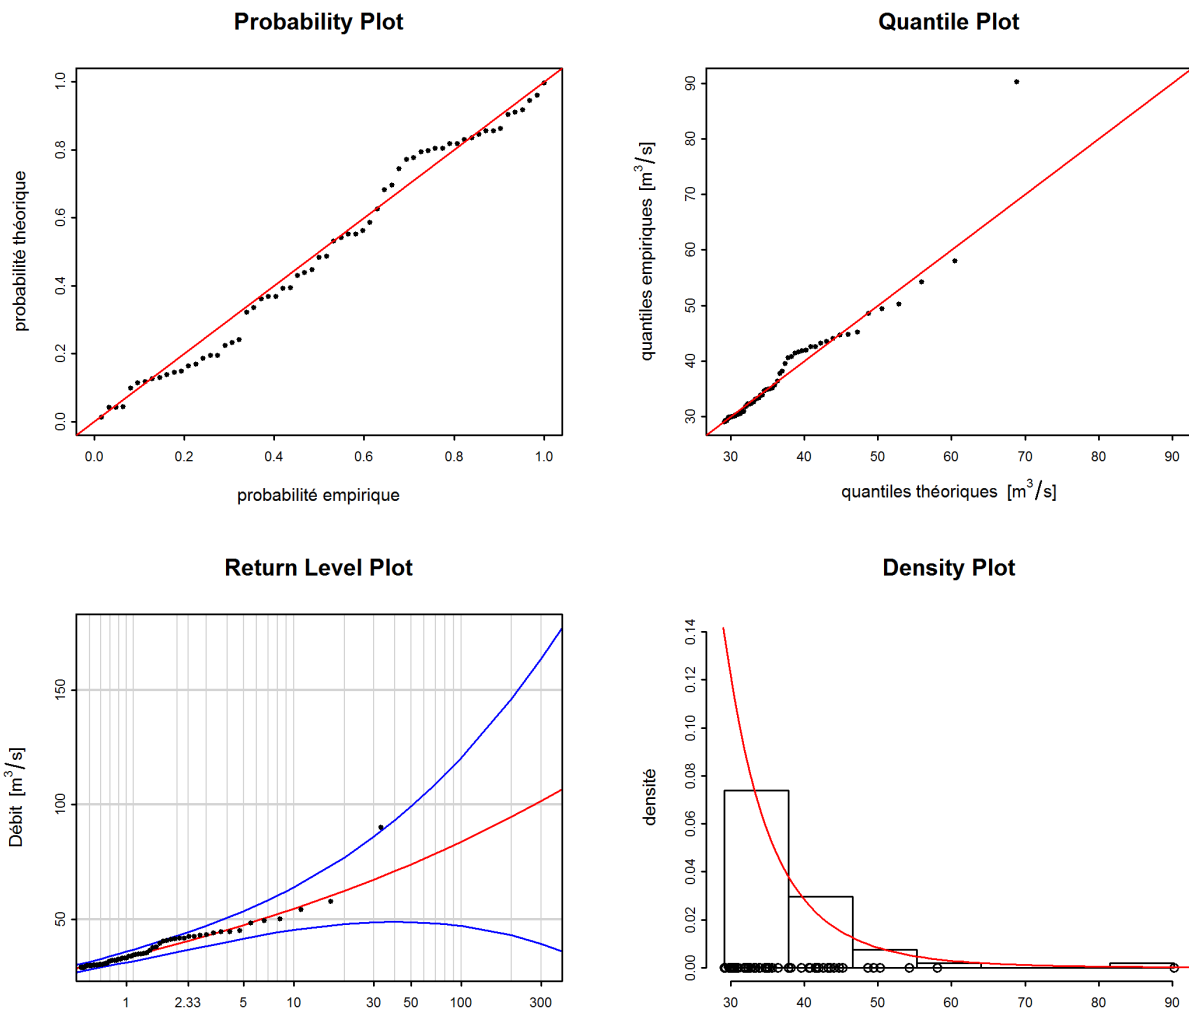 Probability Plot
probabilité théorique
0.0 0.2 0.4 0.6 0.8 1.0
0.0 0.2 0.4 0.6 0.8 1.0
probabilité empirique
Quantile Plot
quantiles empiriques [m³/s]
30 40 50 60 70 80 90
30 40 50 60 70 80 90
quantiles théoriques [m³/s]
Return Level Plot
Débit [m³/s]
50 100 150
1 2.33 5 10 30 50 100 300
Density Plot
densité
0.00 0.02 0.04 0.06 0.08 0.10 0.12 0.14
30 40 50 60 70 80 90